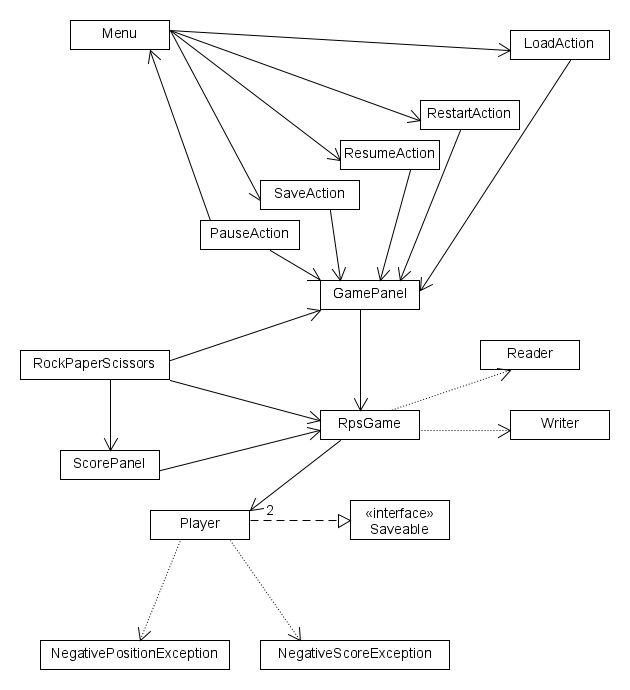 Menu
LoadAction
RestartAction
ResumeAction
SaveAction
PauseAction
GamePanel
RockPaperScissors
Reader
RpsGame
Writer
ScorePanel
2
Player
«interface»
Saveable
NegativePositionException
NegativeScoreException